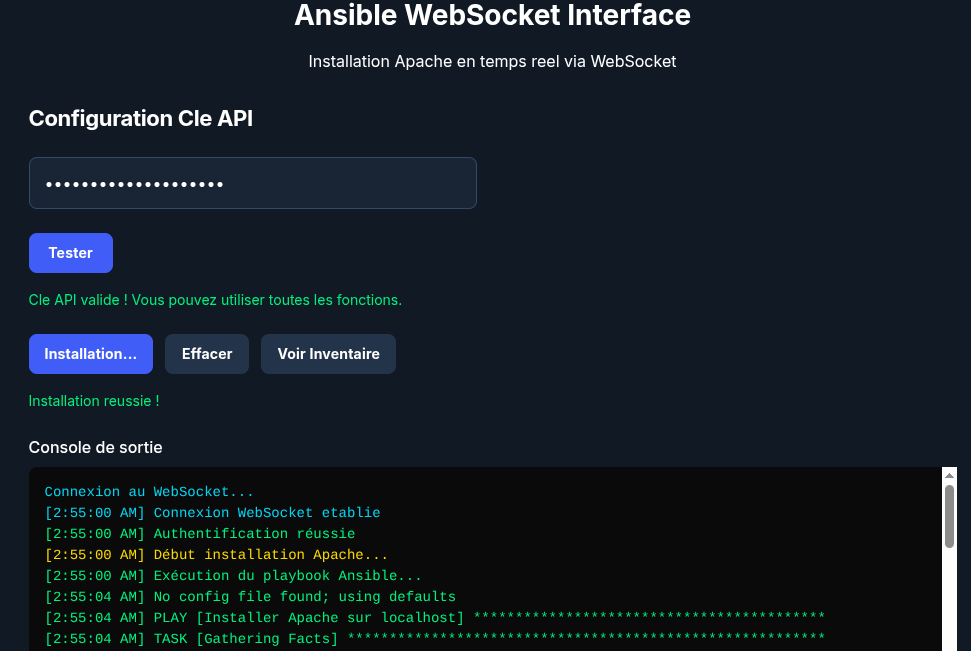 Ansible WebSocket Interface
Installation Apache en temps reel via WebSocket
Configuration Cle API
••••••••••••••••••••
Tester
Cle API valide ! Vous pouvez utiliser toutes les fonctions.
Installation... Effacer Voir Inventaire
Installation reussie !
Console de sortie
Connexion au WebSocket...
[2:55:00 AM] Connexion WebSocket etablie
[2:55:00 AM] Authentification réussie
[2:55:00 AM] Début installation Apache...
[2:55:00 AM] Exécution du playbook Ansible...
[2:55:04 AM] No config file found; using defaults
[2:55:04 AM] PLAY [Installer Apache sur localhost] ******************************************
[2:55:04 AM] TASK [Gathering Facts] *********************************************************